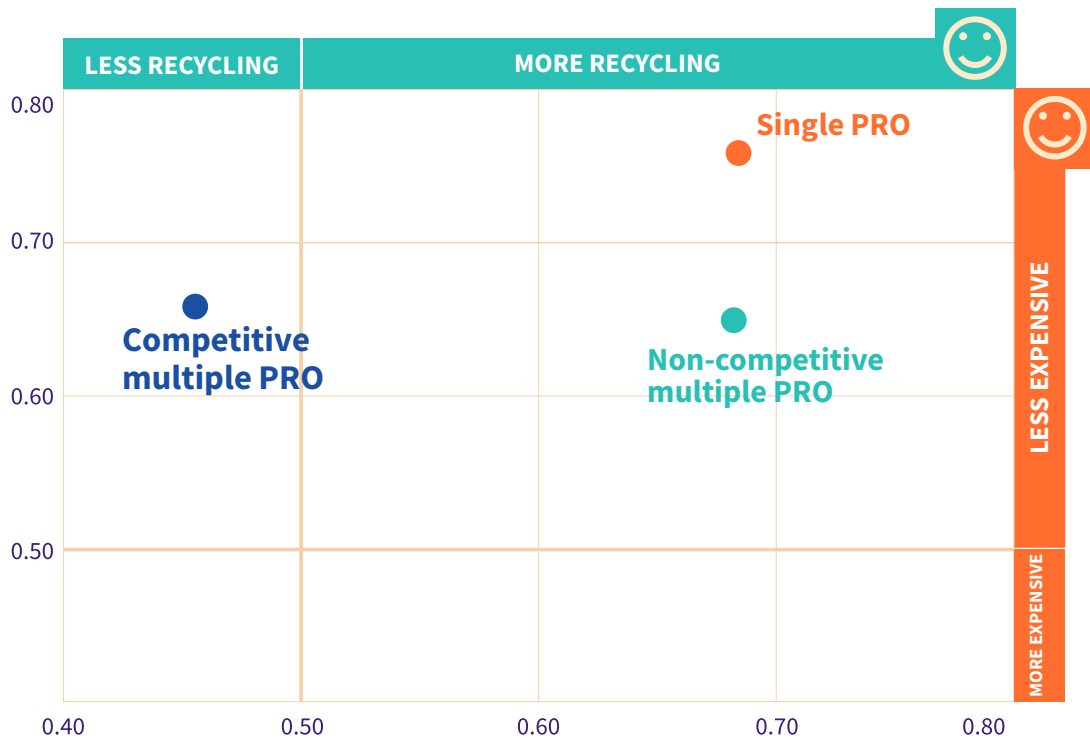 LESS RECYCLING
MORE RECYCLING
0.80
Single PRO
0.70
LESS EXPENSIVE
Competitive
multiple PRO
Non-competitive
multiple PRO
0.60
0.50
MORE EXPENSIVE
0.40
0.50
0.60
0.70
0.80